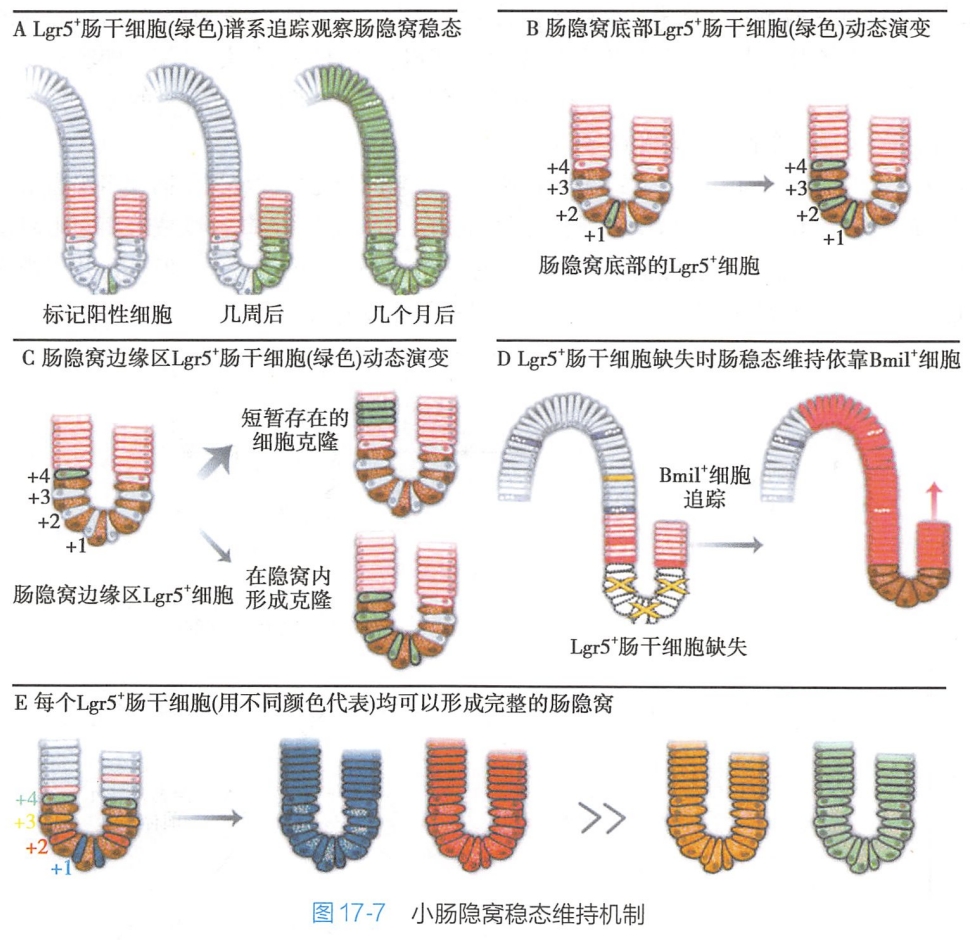 A Lgr5⁺肠干细胞(绿色)谱系追踪观察肠隐窝稳态
标记阳性细胞
几周后
几个月后
B 肠隐窝底部Lgr5⁺肠干细胞(绿色)动态演变
+4
+3
+2
+1
+4
+3
+2
+1
肠隐窝底部的Lgr5⁺细胞
C 肠隐窝边缘区Lgr5⁺肠干细胞(绿色)动态演变
+4
+3
+2
+1
肠隐窝边缘区Lgr5⁺细胞
短暂存在的
细胞克隆
在隐窝内
形成克隆
D Lgr5⁺肠干细胞缺失时肠稳态维持依靠Bmil⁺细胞
Bmil⁺细胞
追踪
Lgr5⁺肠干细胞缺失
E 每个Lgr5⁺肠干细胞(用不同颜色代表)均可以形成完整的肠隐窝
+4
+3
+2
+1
图 17-7 小肠隐窝稳态维持机制